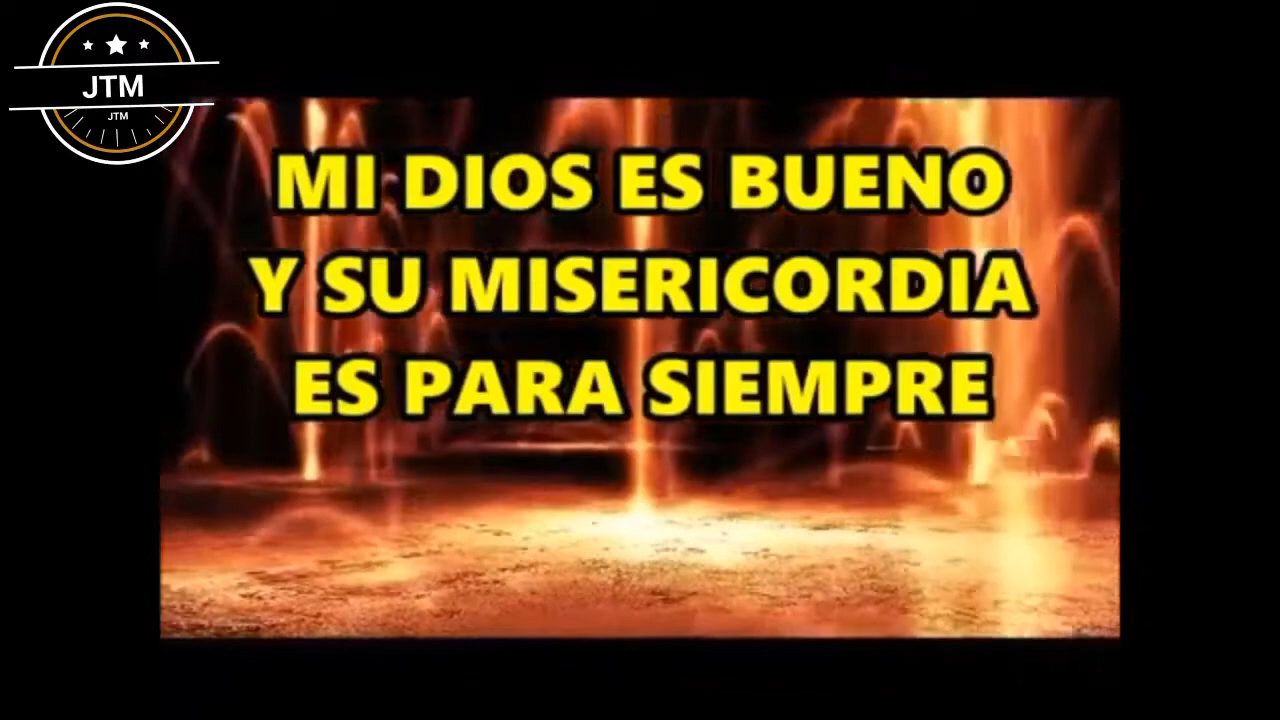 JTM
JTM
MI DIOS ES BUENO
Y SU MISERICORDIA
ES PARA SIEMPRE